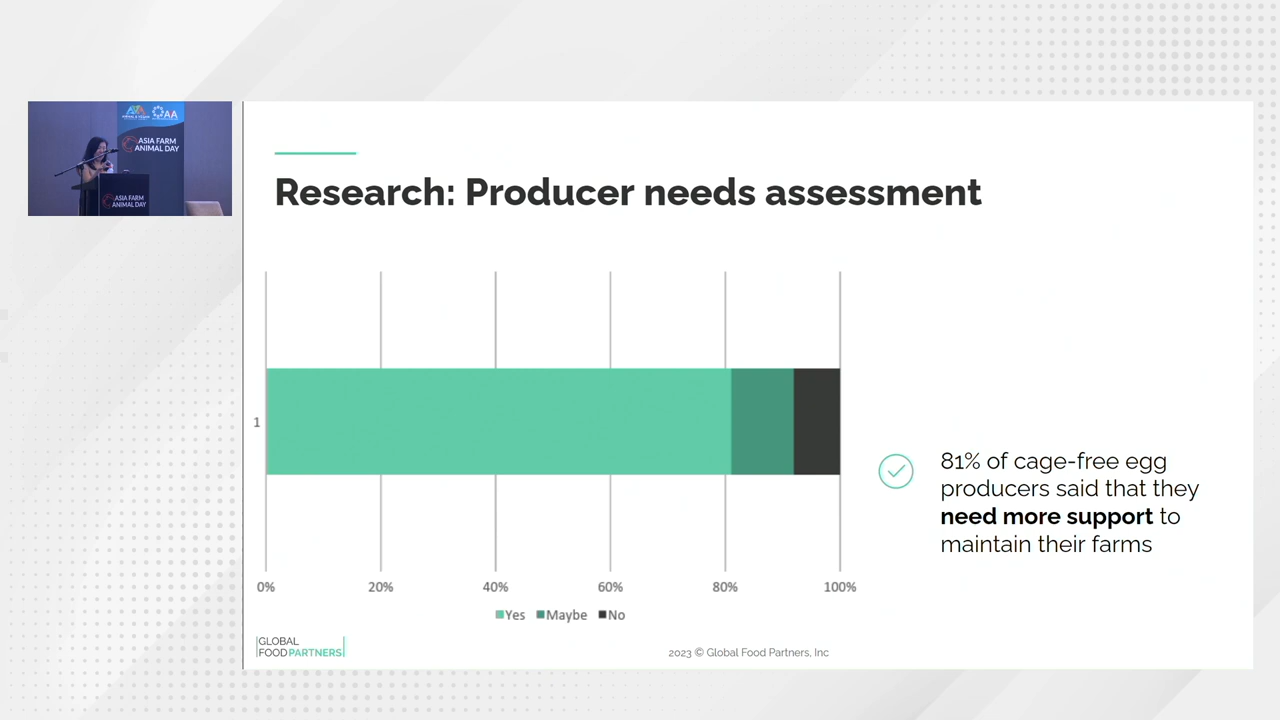 AA
ASIA FARM
ANIMAL DAY
ASIA FARM
ANIMAL DAY
Research: Producer needs assessment
1
0%
20%
40%
60%
80%
100%
Yes
Maybe
No
81% of cage-free egg
producers said that they
need more support to
maintain their farms
GLOBAL
FOODPARTNERS
2023 © Global Food Partners, Inc